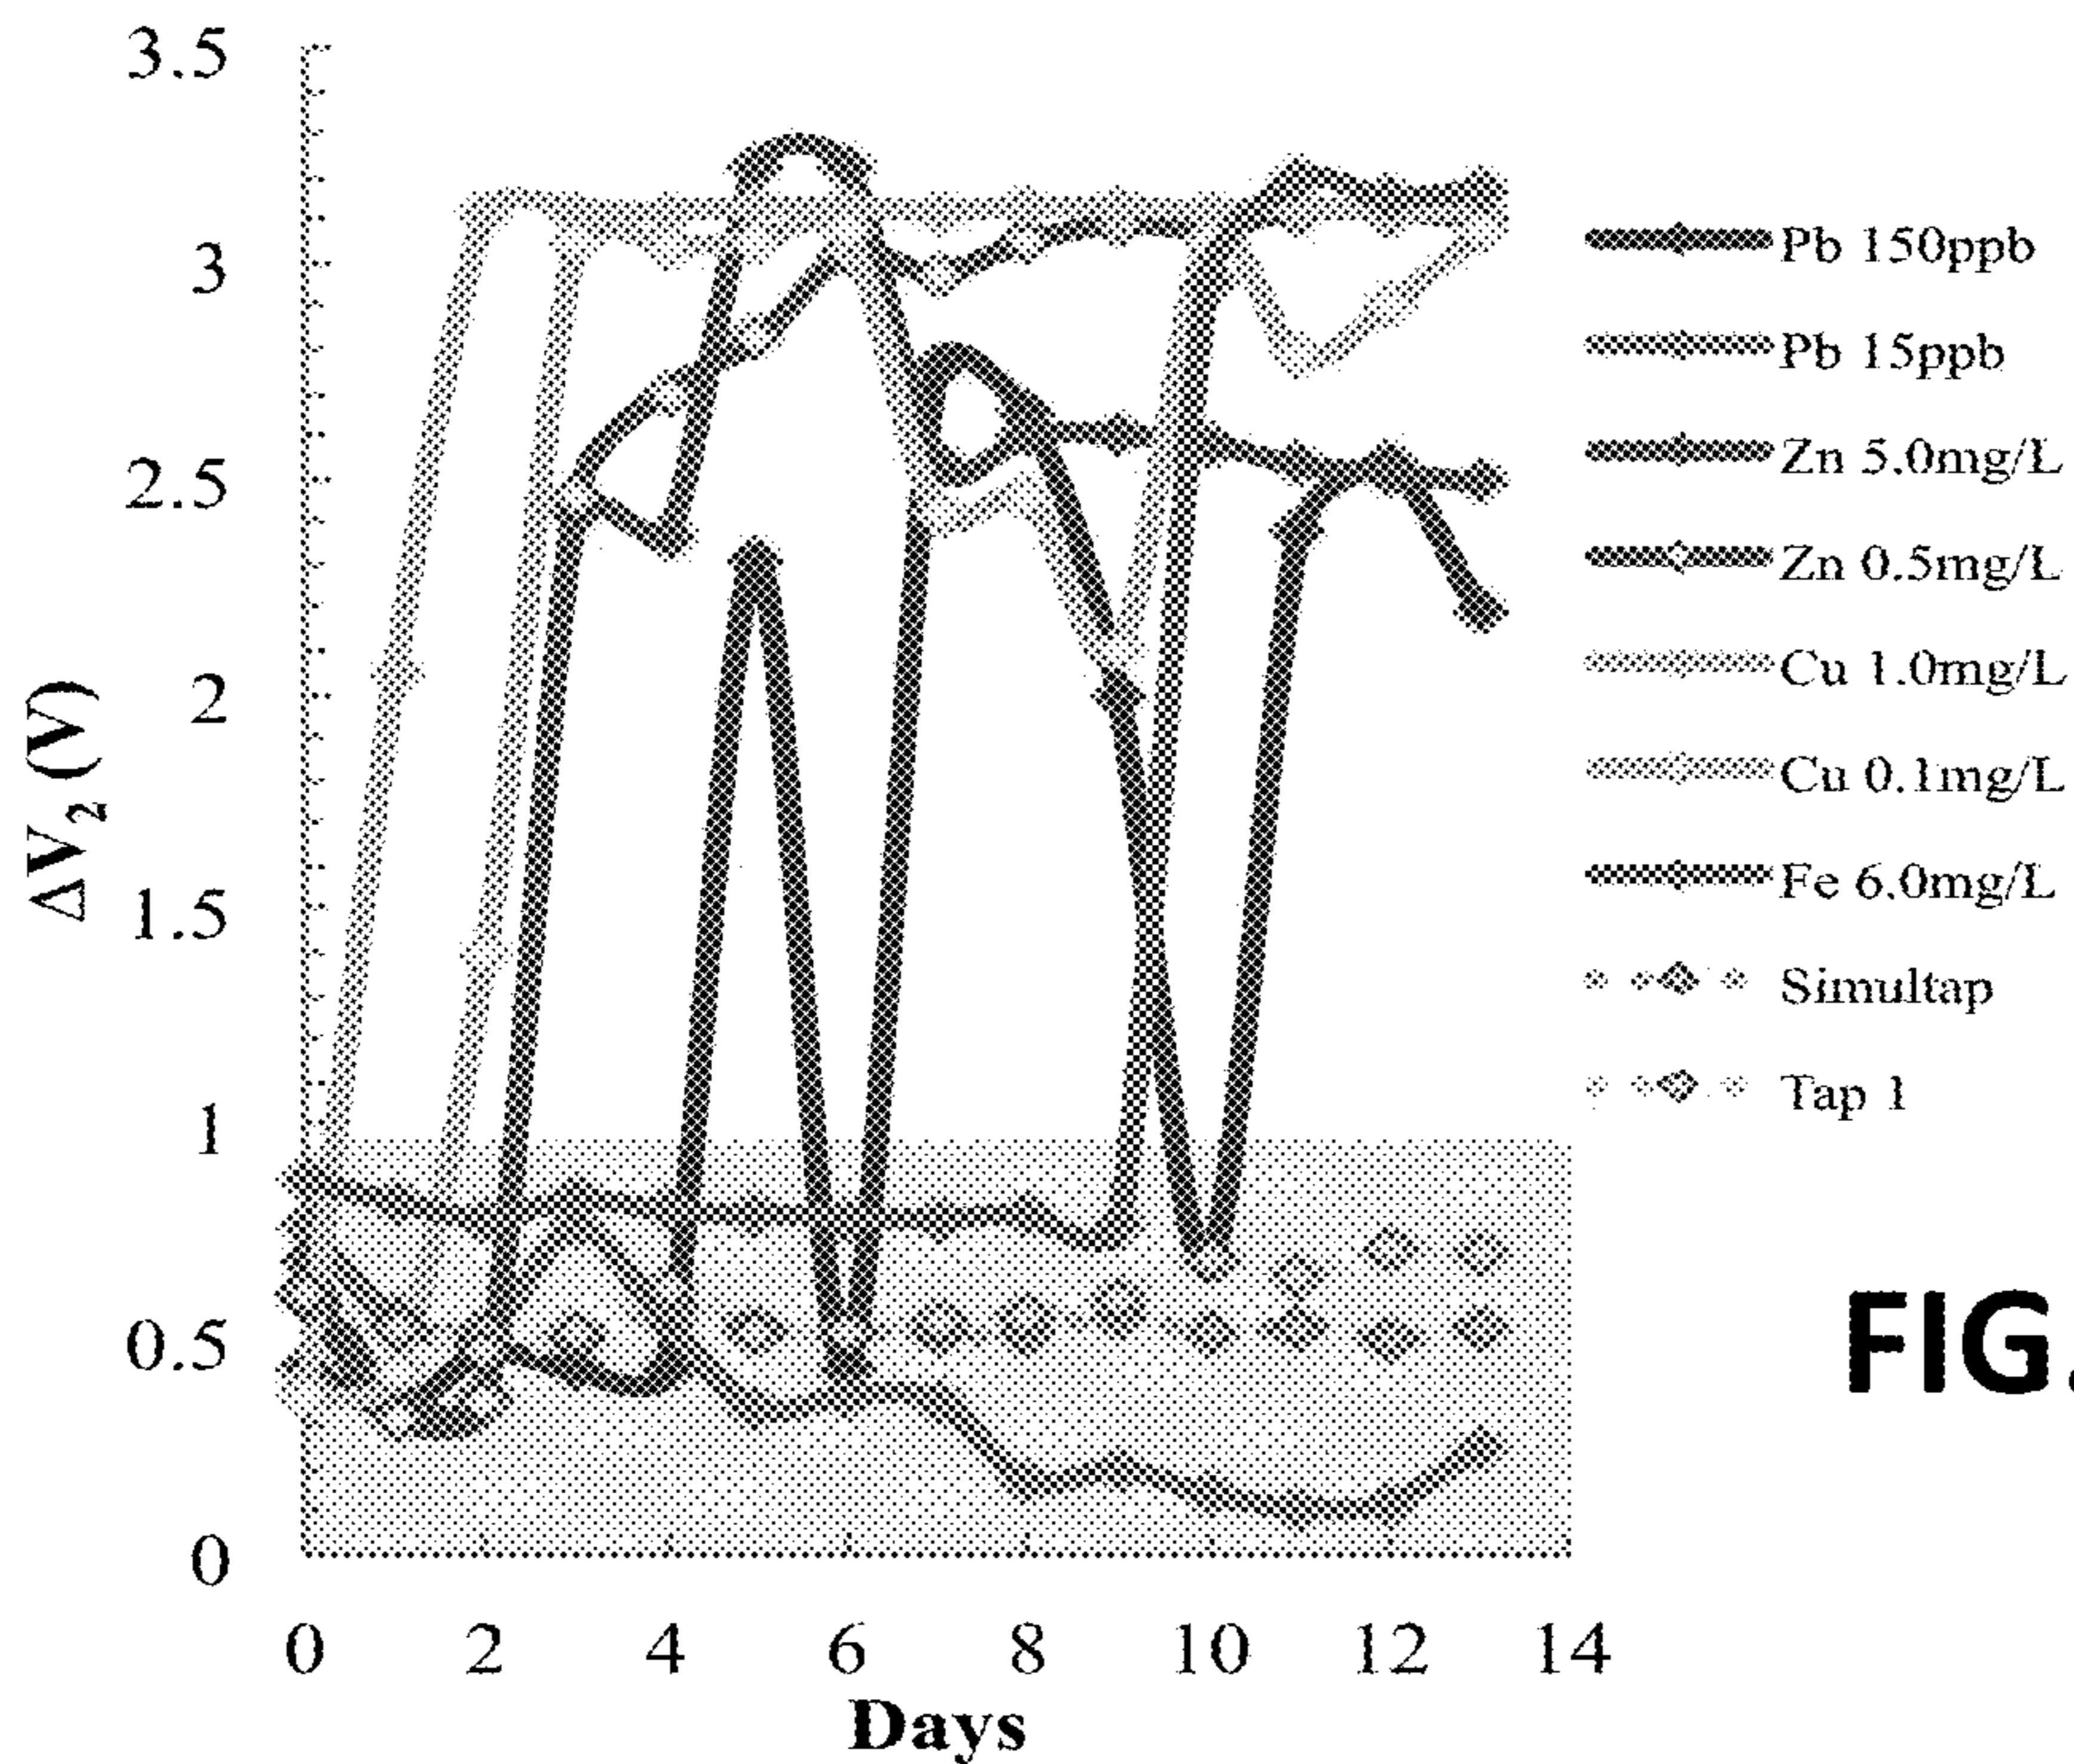 3.5
3
2.5
2
1.5
1
0.5
0
ΔV₂ (V)
0 2 4 6 8 10 12 14
Days
Pb 150ppb
Pb 15ppb
Zn 5.0mg/L
Zn 0.5mg/L
Cu 1.0mg/L
Cu 0.1mg/L
Fe 6.0mg/L
Simultap
Tap 1
FIG.